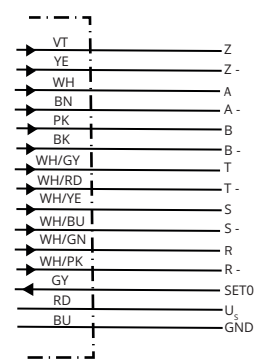 VT Z
YE Z -
WH A
BN A -
PK B
BK B -
WH/GY T
WH/RD T -
WH/YE S
WH/BU S -
WH/GN R
WH/PK R -
GY SET0
RD Us
BU GND